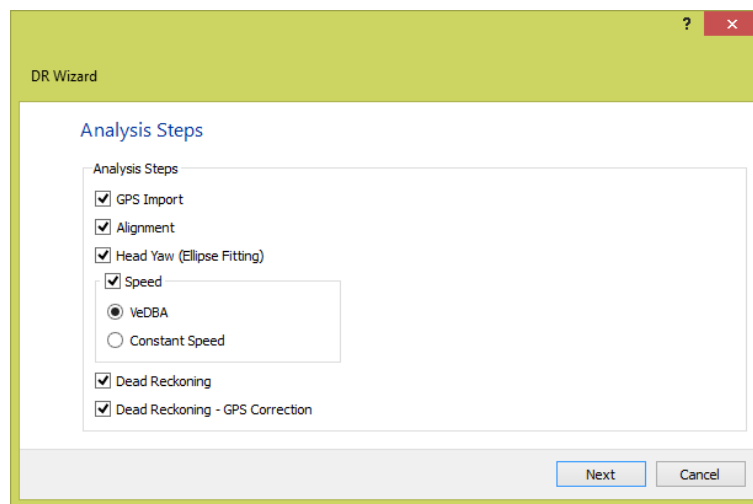 ?
DR Wizard
Analysis Steps
Analysis Steps
GPS Import
Alignment
Head Yaw (Ellipse Fitting)
Speed
VeDBA
Constant Speed
Dead Reckoning
Dead Reckoning - GPS Correction
Next Cancel